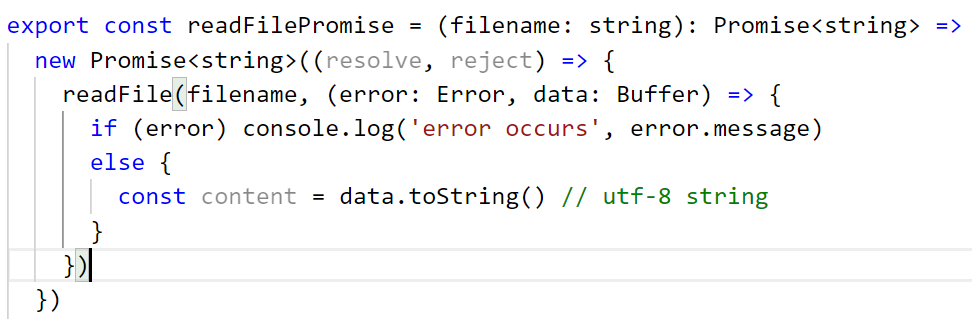 export const readFilePromise = (filename: string): Promise<string> =>
new Promise<string>((resolve, reject) => {
readFile(filename, (error: Error, data: Buffer) => {
if (error) console.log('error occurs', error.message)
else {
const content = data.toString() // utf-8 string
}
})
})